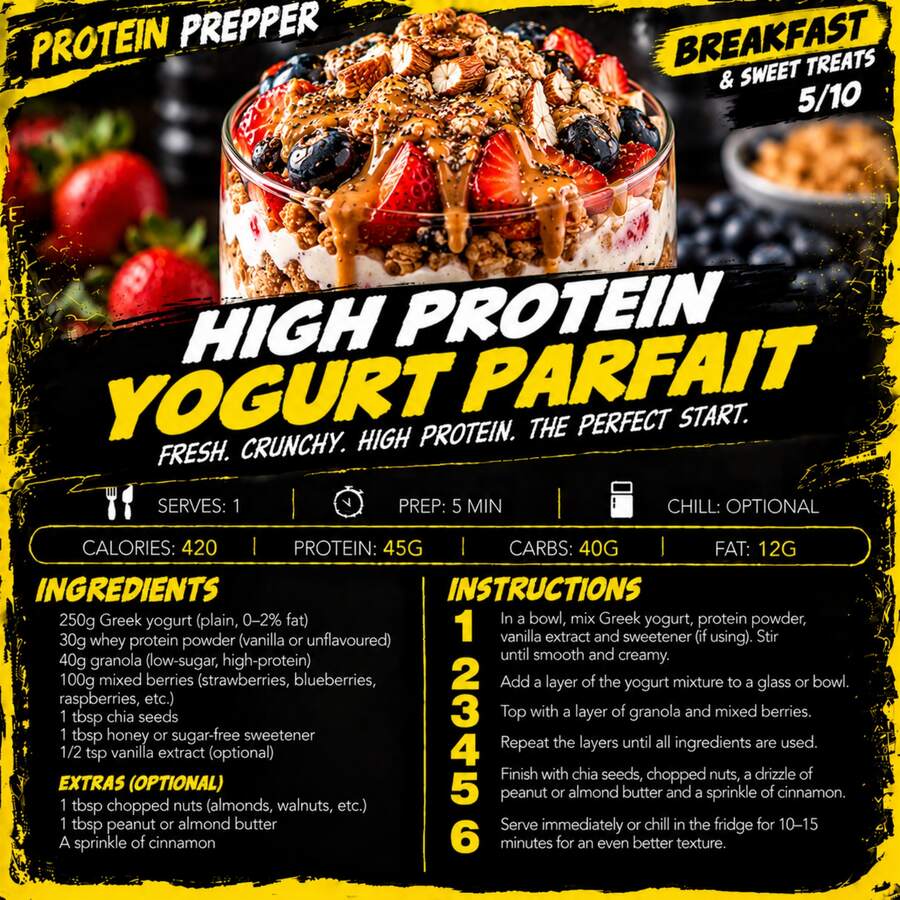 PROTEIN PREPPER
BREAKFAST
& SWEET TREATS
5/10
HIGH PROTEIN
YOGURT PARFAIT
FRESH. CRUNCHY. HIGH PROTEIN. THE PERFECT START.
SERVES: 1
PREP: 5 MIN
CHILL: OPTIONAL
CALORIES: 420
PROTEIN: 45G
CARBS: 40G
FAT: 12G
INGREDIENTS
250g Greek yogurt (plain, 0–2% fat)
30g whey protein powder (vanilla or unflavoured)
40g granola (low-sugar, high-protein)
100g mixed berries (strawberries, blueberries,
raspberries, etc.)
1 tbsp chia seeds
1 tbsp honey or sugar-free sweetener
1/2 tsp vanilla extract (optional)
EXTRAS (OPTIONAL)
1 tbsp chopped nuts (almonds, walnuts, etc.)
1 tbsp peanut or almond butter
A sprinkle of cinnamon
INSTRUCTIONS
1 In a bowl, mix Greek yogurt, protein powder,
vanilla extract and sweetener (if using). Stir
until smooth and creamy.
2 Add a layer of the yogurt mixture to a glass or bowl.
3 Top with a layer of granola and mixed berries.
4 Repeat the layers until all ingredients are used.
5 Finish with chia seeds, chopped nuts, a drizzle of
peanut or almond butter and a sprinkle of cinnamon.
6 Serve immediately or chill in the fridge for 10–15
minutes for an even better texture.